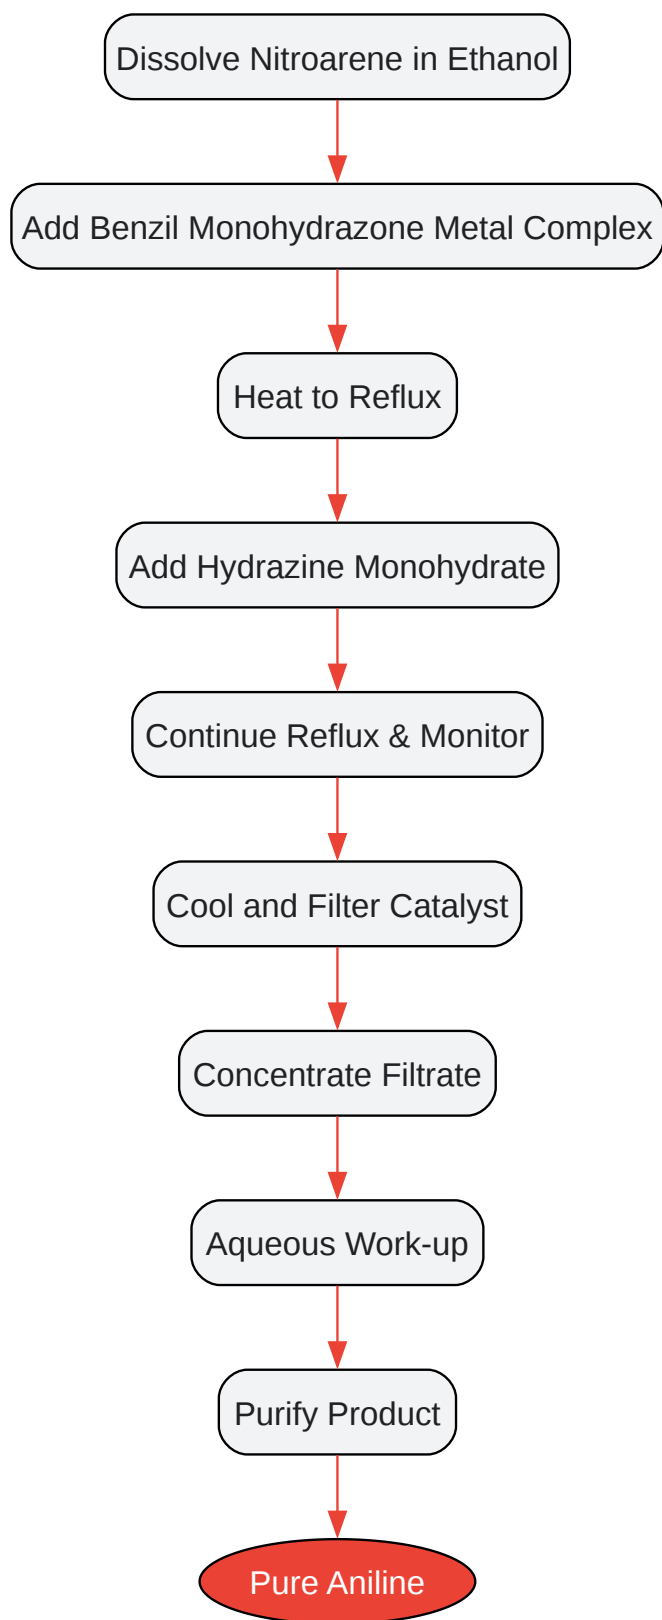 Dissolve Nitroarene in Ethanol
Add Benzil Monohydrazone Metal Complex
Heat to Reflux
Add Hydrazine Monohydrate
Continue Reflux & Monitor
Cool and Filter Catalyst
Concentrate Filtrate
Aqueous Work-up
Purify Product
Pure Aniline